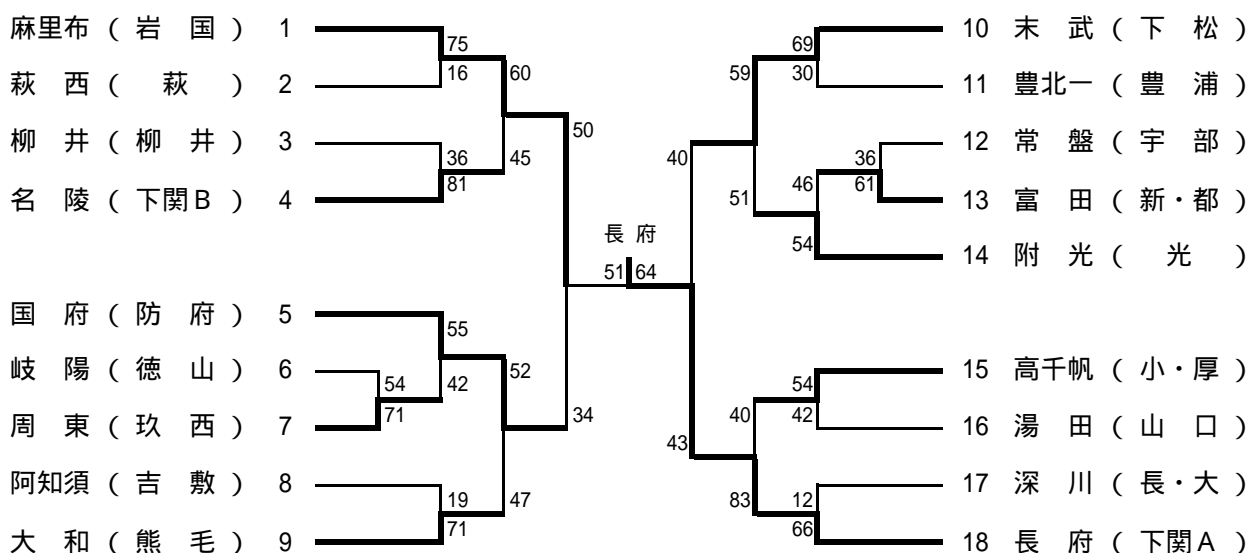 麻里布 ( 岩 国 ) 1
萩 西 ( 萩 ) 2
柳 井 ( 柳 井 ) 3
名 陵 ( 下関B ) 4
国 府 ( 防 府 ) 5
岐 陽 ( 徳 山 ) 6
周 東 ( 玖 西 ) 7
阿知須 ( 吉 敷 ) 8
大 和 ( 熊 毛 ) 9
75
16
60
36
81
45
50
55
54
71
42
52
19
71
47
34
長 府
51 64
40
43
59
51
69
30
46
54
36
61
40
83
54
42
12
66
10 末 武 ( 下 松 )
11 豊北一 ( 豊 浦 )
12 常 盤 ( 宇 部 )
13 富 田 ( 新・都 )
14 附 光 ( 光 )
15 高千帆 ( 小・厚 )
16 湯 田 ( 山 口 )
17 深 川 ( 長・大 )
18 長 府 ( 下関A )